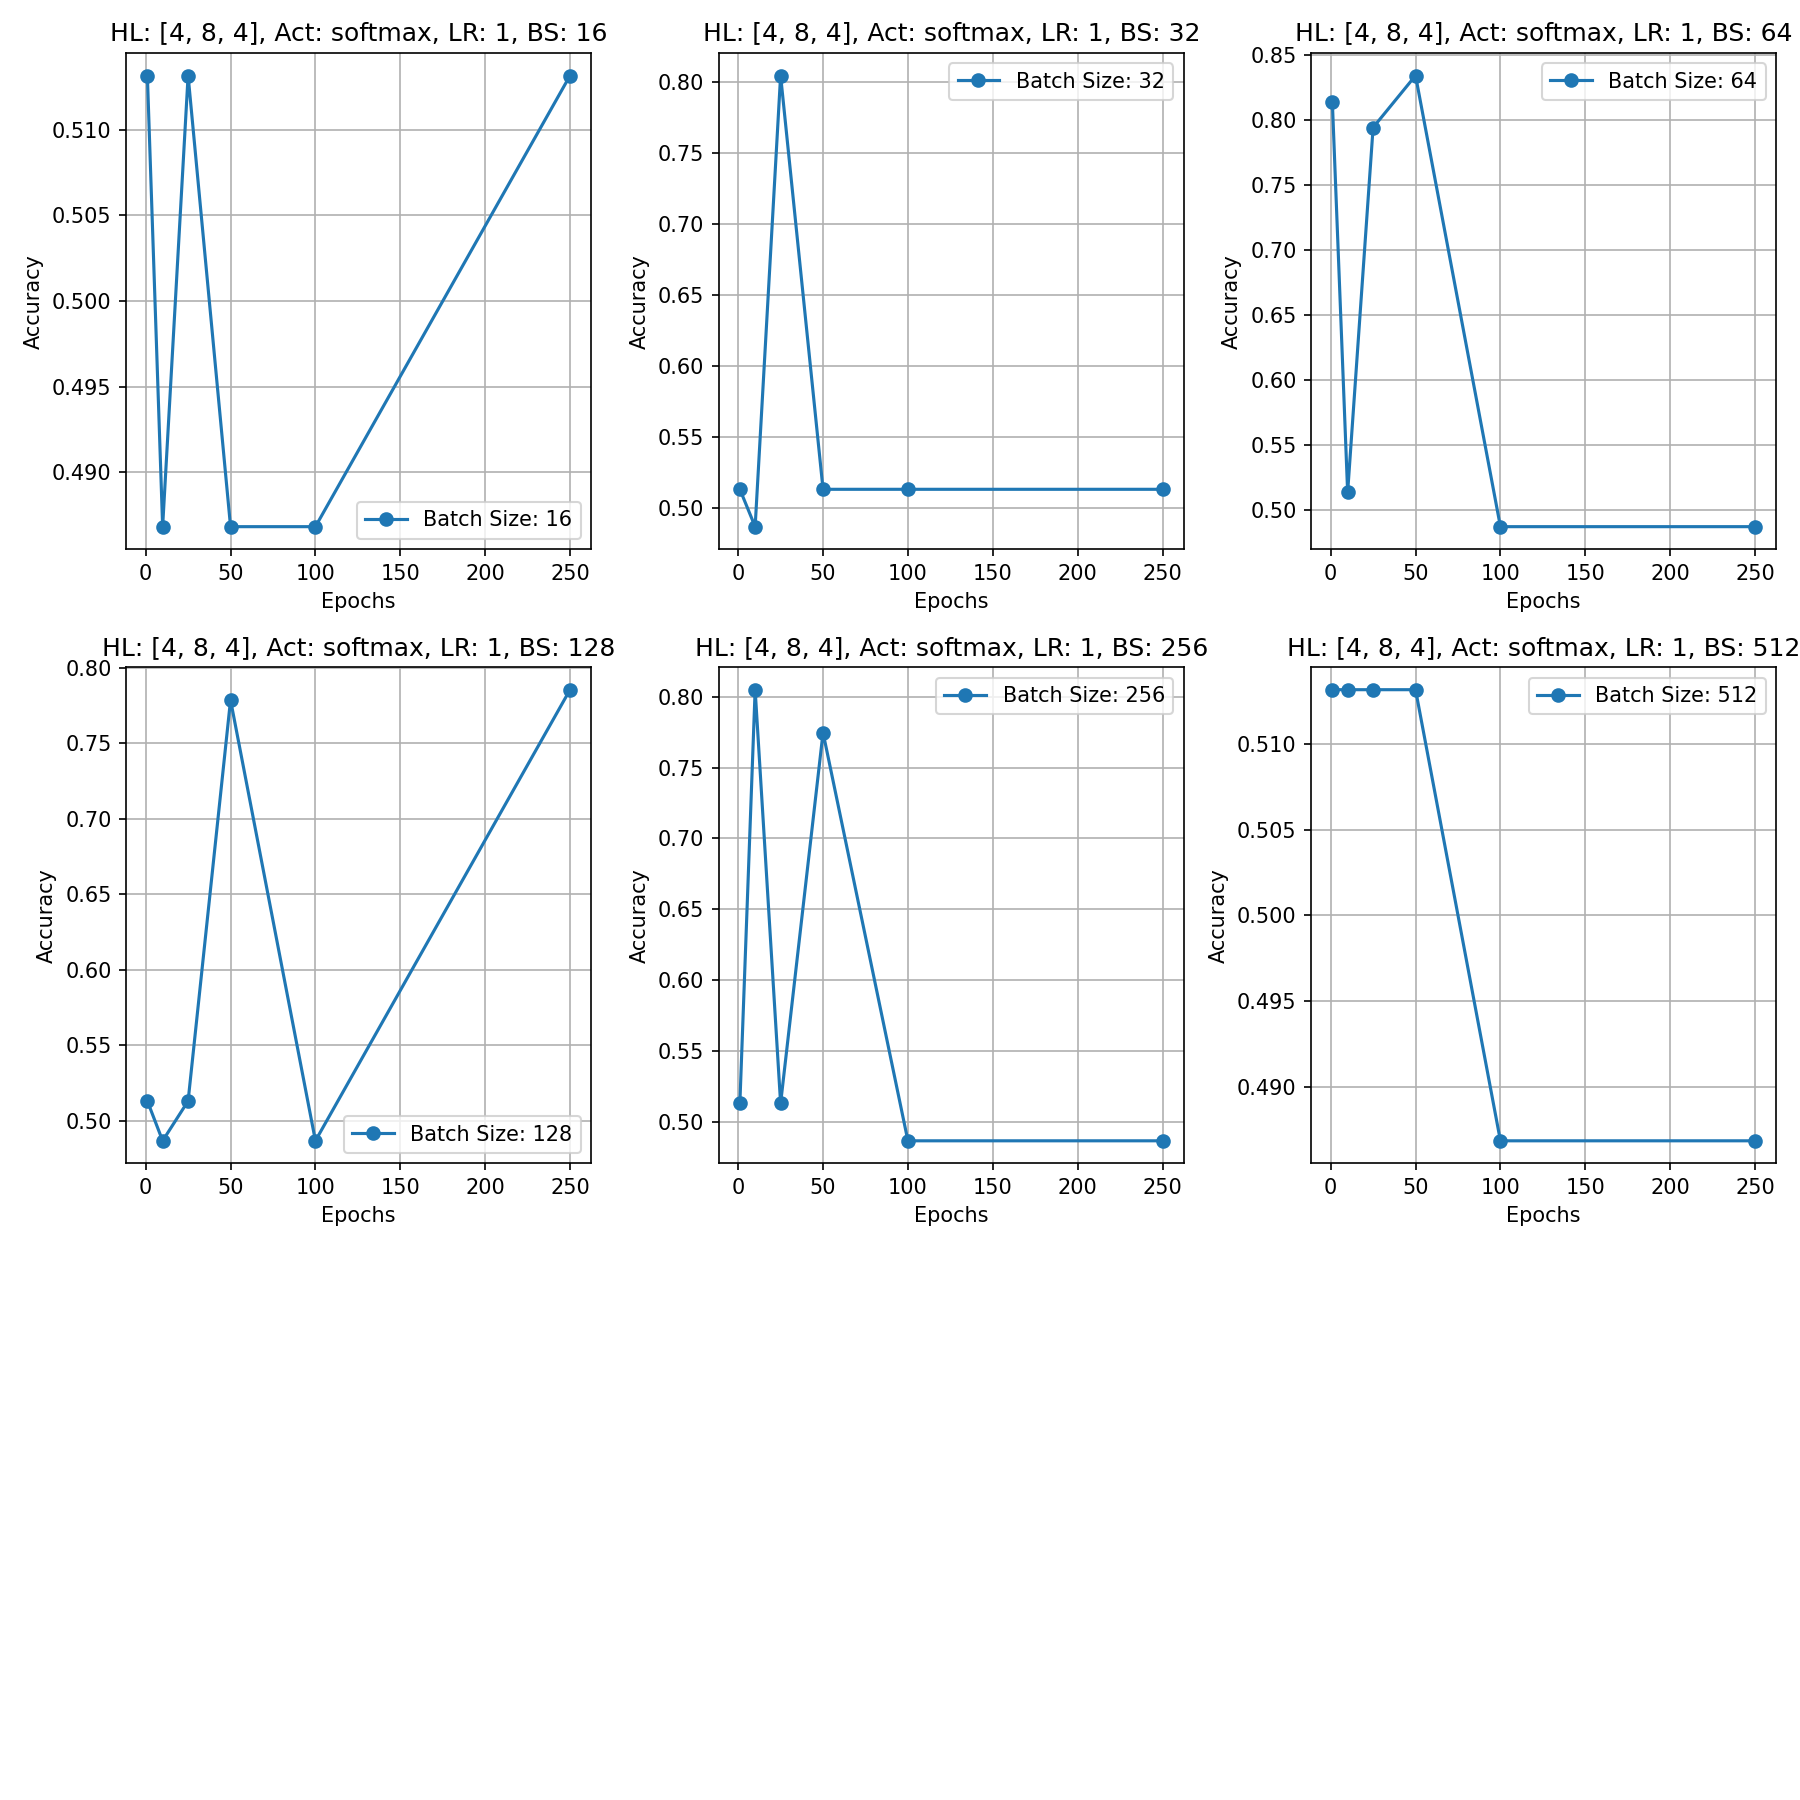 HL: [4, 8, 4], Act: softmax, LR: 1, BS: 16
0.510
0.505
0.500
0.495
0.490
Accuracy
Batch Size: 16
0 50 100 150 200 250
Epochs
HL: [4, 8, 4], Act: softmax, LR: 1, BS: 32
0.80
0.75
0.70
0.65
0.60
0.55
0.50
Accuracy
Batch Size: 32
0 50 100 150 200 250
Epochs
HL: [4, 8, 4], Act: softmax, LR: 1, BS: 64
0.85
0.80
0.75
0.70
0.65
0.60
0.55
0.50
Accuracy
Batch Size: 64
0 50 100 150 200 250
Epochs
HL: [4, 8, 4], Act: softmax, LR: 1, BS: 128
0.80
0.75
0.70
0.65
0.60
0.55
0.50
Accuracy
Batch Size: 128
0 50 100 150 200 250
Epochs
HL: [4, 8, 4], Act: softmax, LR: 1, BS: 256
0.80
0.75
0.70
0.65
0.60
0.55
0.50
Accuracy
Batch Size: 256
0 50 100 150 200 250
Epochs
HL: [4, 8, 4], Act: softmax, LR: 1, BS: 512
0.510
0.505
0.500
0.495
0.490
Accuracy
Batch Size: 512
0 50 100 150 200 250
Epochs